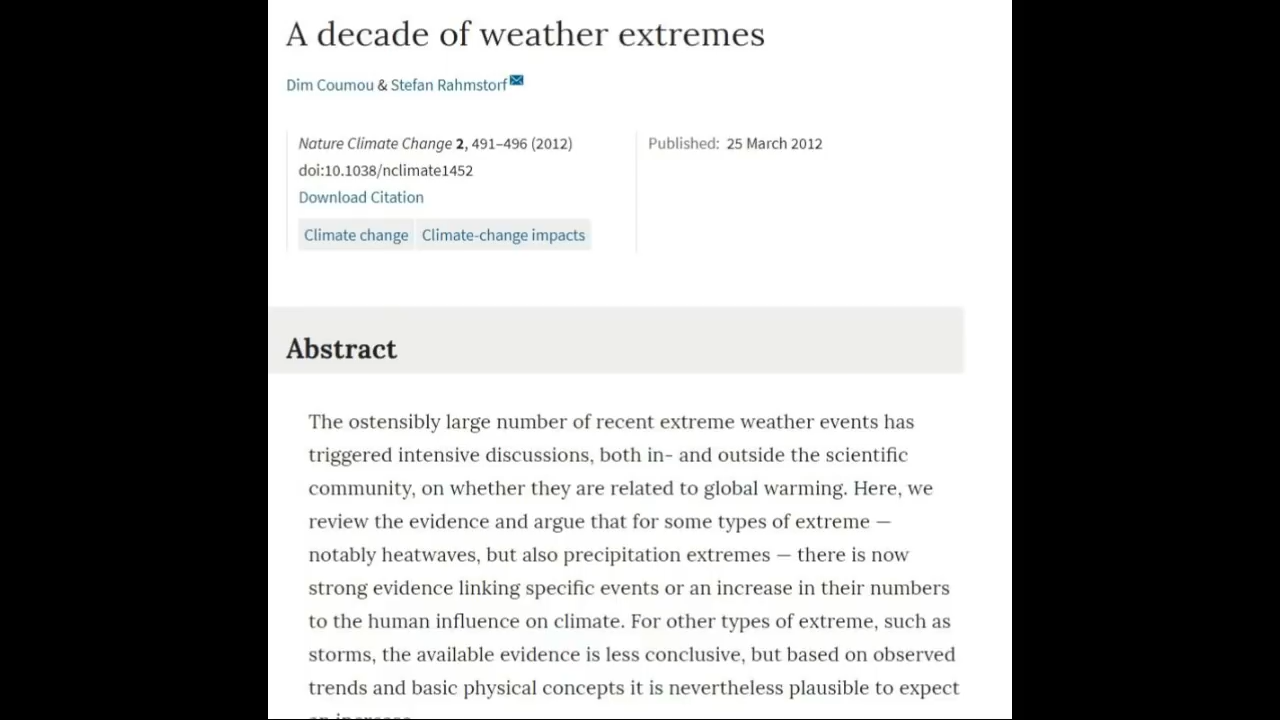 A decade of weather extremes
Dim Coumou & Stefan Rahmstorf
Nature Climate Change 2, 491–496 (2012)
Published: 25 March 2012
doi:10.1038/nclimate1452
Download Citation
Climate change Climate-change impacts
Abstract
The ostensibly large number of recent extreme weather events has
triggered intensive discussions, both in- and outside the scientific
community, on whether they are related to global warming. Here, we
review the evidence and argue that for some types of extreme —
notably heatwaves, but also precipitation extremes — there is now
strong evidence linking specific events or an increase in their numbers
to the human influence on climate. For other types of extreme, such as
storms, the available evidence is less conclusive, but based on observed
trends and basic physical concepts it is nevertheless plausible to expect